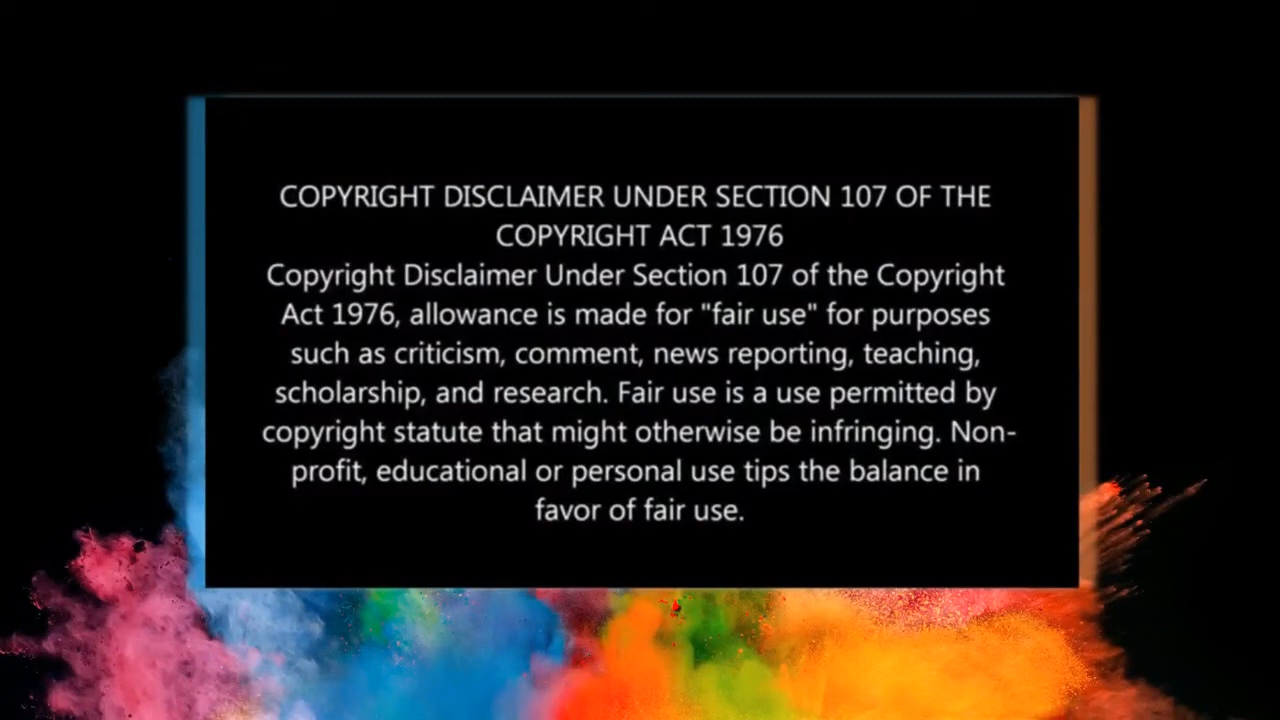 COPYRIGHT DISCLAIMER UNDER SECTION 107 OF THE
COPYRIGHT ACT 1976
Copyright Disclaimer Under Section 107 of the Copyright
Act 1976, allowance is made for "fair use" for purposes
such as criticism, comment, news reporting, teaching,
scholarship, and research. Fair use is a use permitted by
copyright statute that might otherwise be infringing. Non-
profit, educational or personal use tips the balance in
favor of fair use.